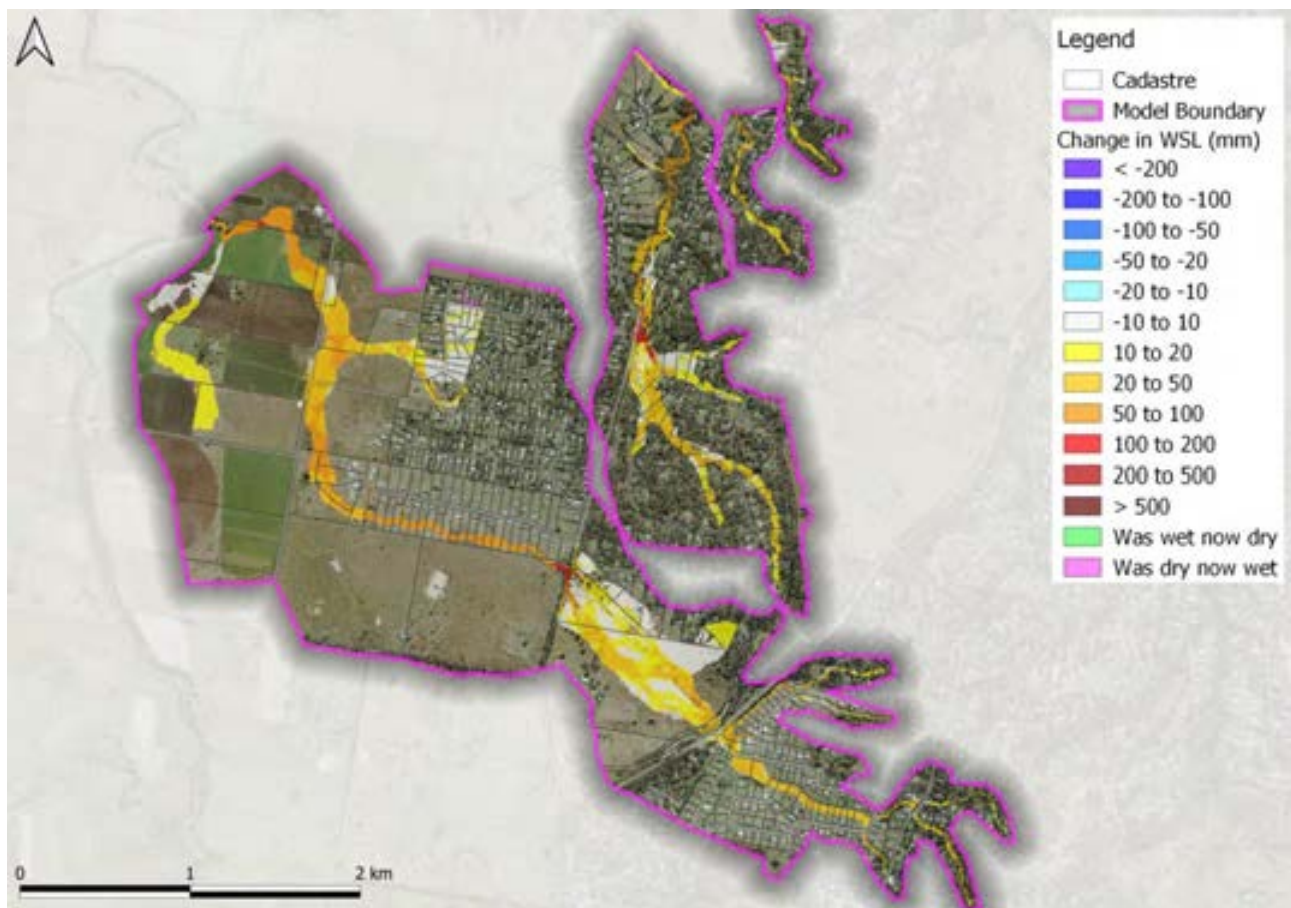 Legend
Cadastre
Model Boundary
Change in WSL (mm)
< -200
-200 to -100
-100 to -50
-50 to -20
-20 to -10
-10 to 10
10 to 20
20 to 50
50 to 100
100 to 200
200 to 500
> 500
Was wet now dry
Was dry now wet
0 1 2 km